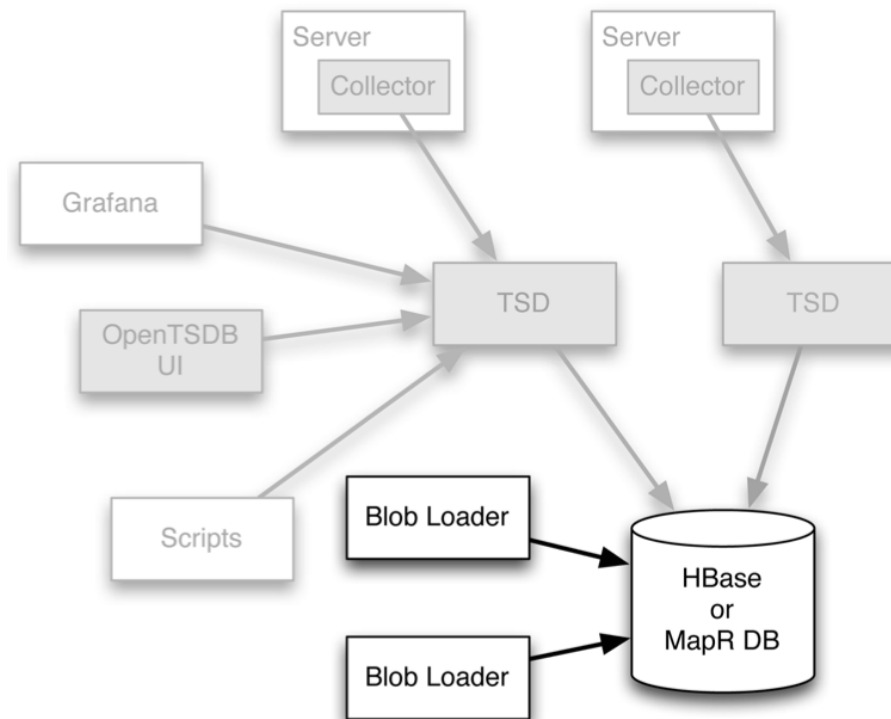 Server
Collector
Server
Collector
Grafana
TSD
TSD
OpenTSDB
UI
Scripts
Blob Loader
HBase
or
MapR DB
Blob Loader